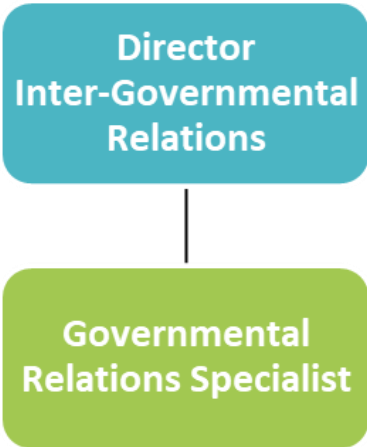 Director
Inter-Governmental
Relations
Governmental
Relations Specialist